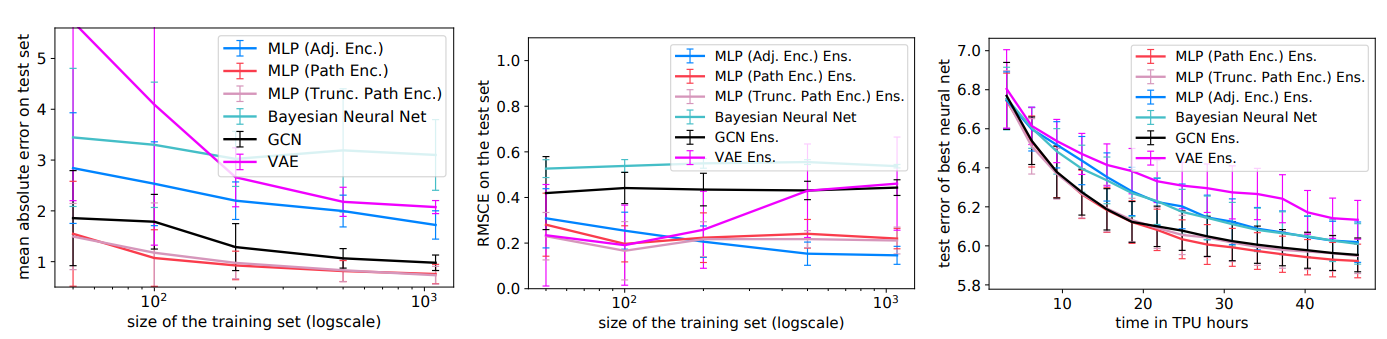 mean absolute error on test set
5
4
3
2
1
MLP (Adj. Enc.)
MLP (Path Enc.)
MLP (Trunc. Path Enc.)
Bayesian Neural Net
GCN
VAE
10²
10³
size of the training set (logscale)
RMSCE on the test set
1.0
0.8
0.6
0.4
0.2
0.0
MLP (Adj. Enc.) Ens.
MLP (Path Enc.) Ens.
MLP (Trunc. Path Enc.) Ens.
Bayesian Neural Net
GCN Ens.
VAE Ens.
10²
10³
size of the training set (logscale)
test error of best neural net
7.0
6.8
6.6
6.4
6.2
6.0
5.8
MLP (Path Enc.) Ens.
MLP (Trunc. Path Enc.) Ens.
MLP (Adj. Enc.) Ens.
Bayesian Neural Net
GCN Ens.
VAE Ens.
10
20
30
40
time in TPU hours